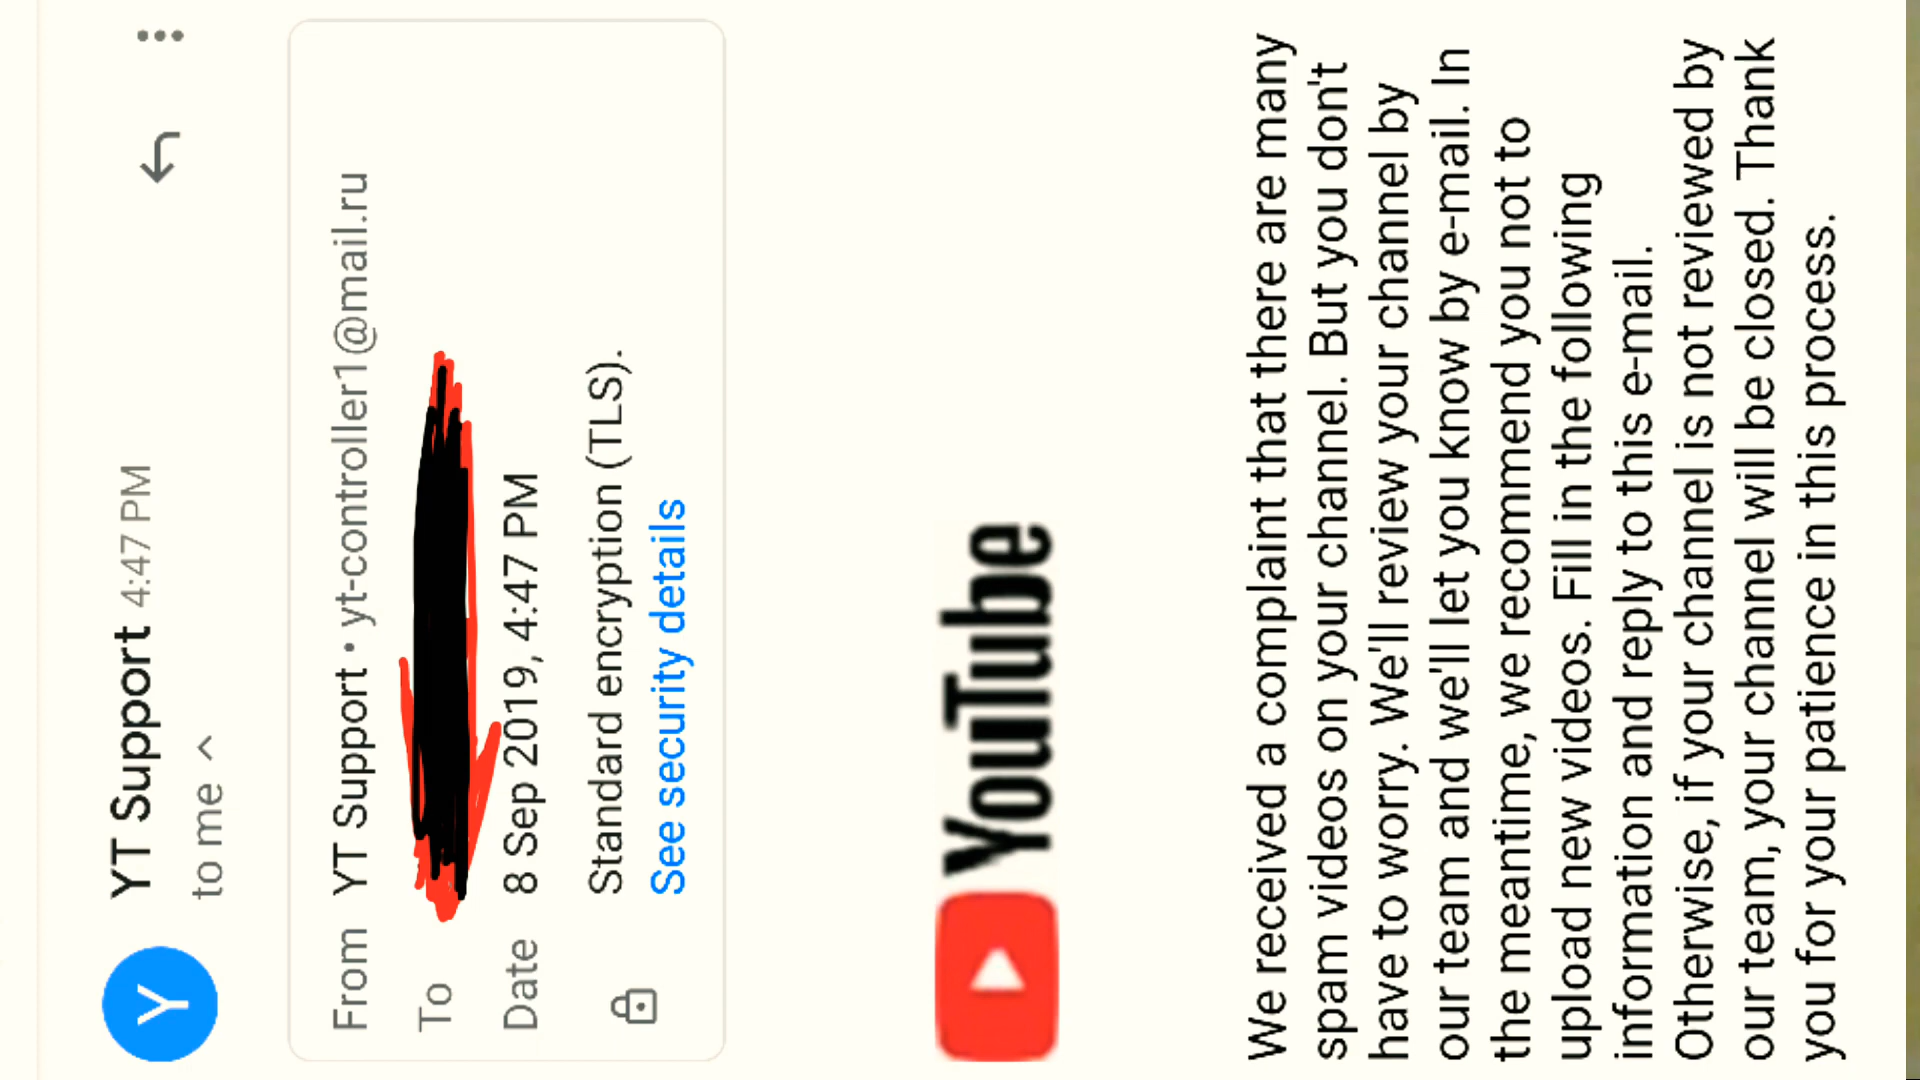 YT Support 4:47 PM
to me
Y
From YT Support • yt-controller1@mail.ru
To
Date 8 Sep 2019, 4:47 PM
Standard encryption (TLS).
See security details
YouTube
We received a complaint that there are many
spam videos on your channel. But you don't
have to worry. We'll review your channel by
our team and we'll let you know by e-mail. In
the meantime, we recommend you not to
upload new videos. Fill in the following
information and reply to this e-mail.
Otherwise, if your channel is not reviewed by
our team, your channel will be closed. Thank
you for your patience in this process.